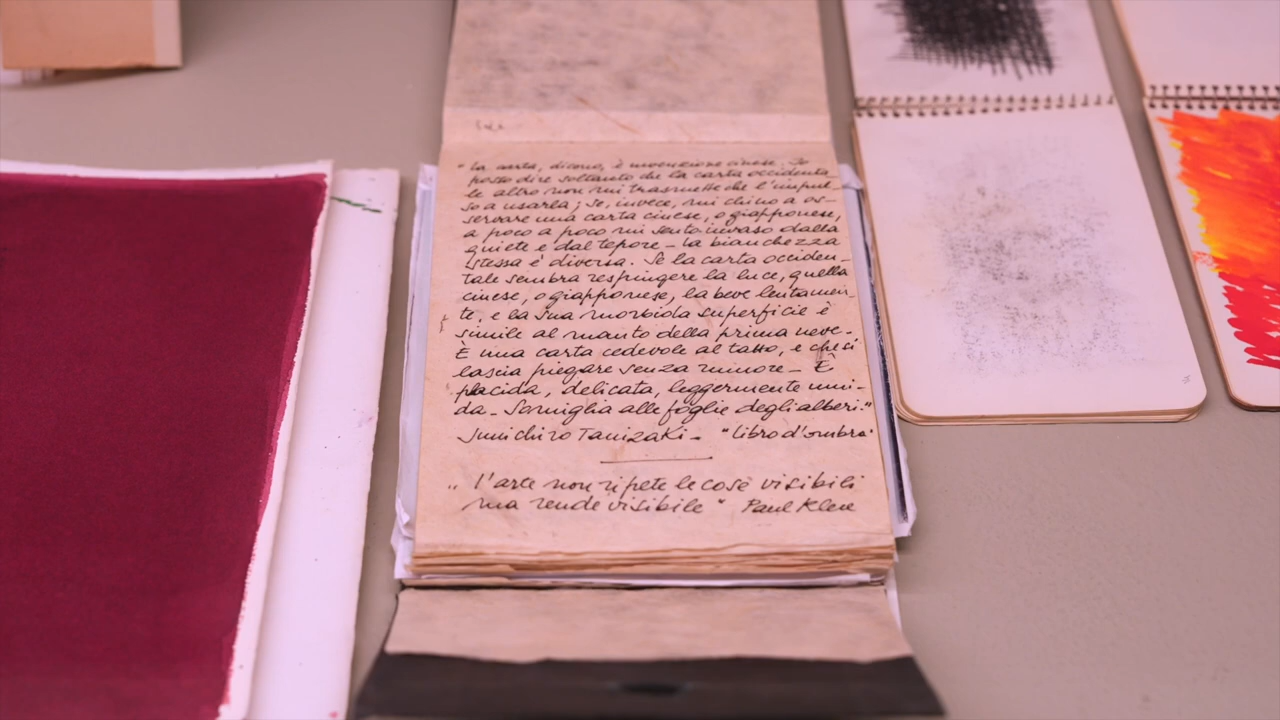 "La carta, dicono, è invenzione cinese. Io
posso dire soltanto che la carta occidenta-
le altro non mi trasmette che l'impul-
so a usarla; se, invece, mi chino a os-
servare una carta cinese, o giapponese,
a poco a poco mi sento invaso dalla
quiete e dal tepore - la bianchezza
stessa è diversa. Se la carta occiden-
tale sembra respingere la luce, quella
cinese, o giapponese, la beve lentamen-
te, e la sua morbida superficie è
simile al manto della prima neve.
È una carta cedevole al tatto, e che si
lascia piegare senza rumore - È
placida, delicata, leggermente umi-
da - Somiglia alle foglie degli alberi."
Junichiro Tanizaki - "Libro d'ombra"
"l'arte non ripete le cose visibili
ma rende visibile" Paul Klee